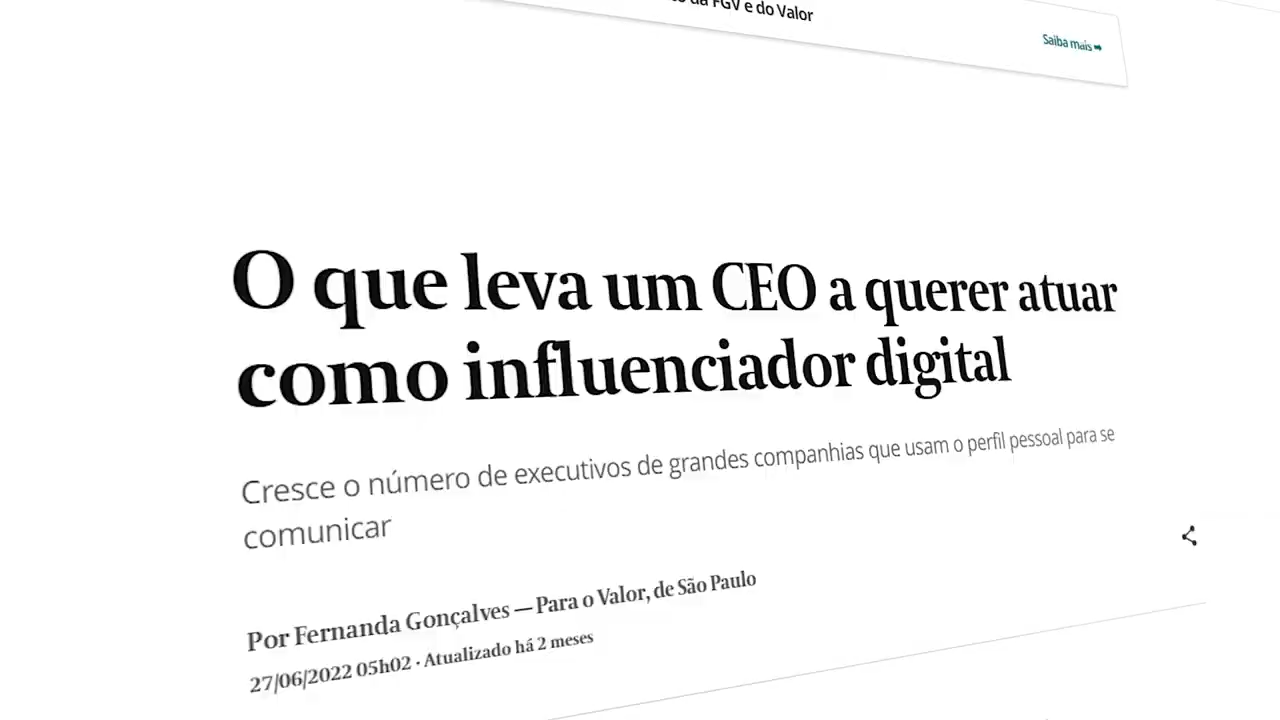 da FGV e do Valor
Saiba mais ➡
O que leva um CEO a querer atuar
como influenciador digital
Cresce o número de executivos de grandes companhias que usam o perfil pessoal para se
comunicar
Por Fernanda Gonçalves — Para o Valor, de São Paulo
27/06/2022 05h02 · Atualizado há 2 meses